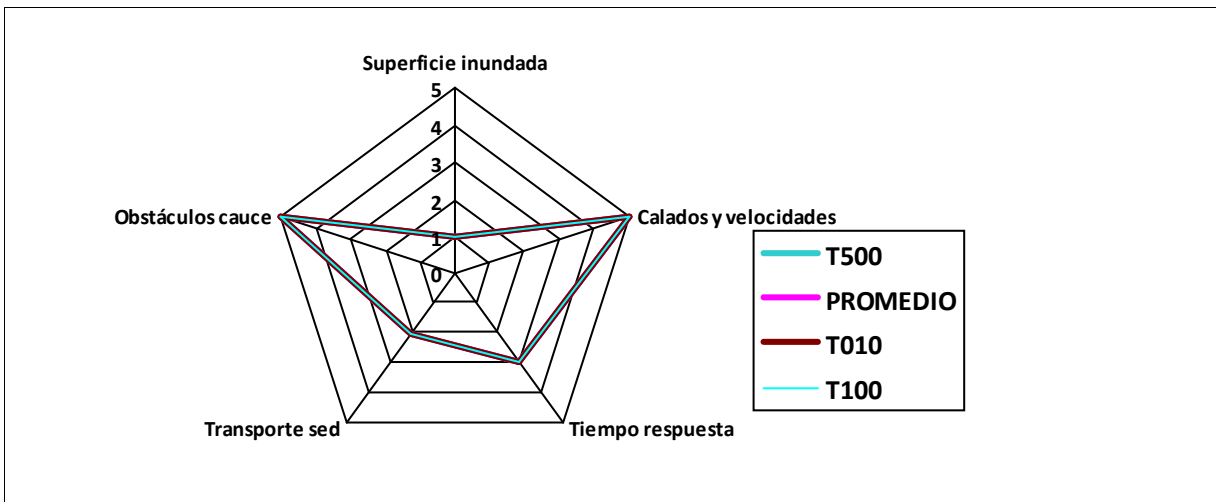 Superficie inundada
5
4
3
2
1
0
Obstáculos cauce
Calados y velocidades
Transporte sed
Tiempo respuesta
T500
PROMEDIO
T010
T100